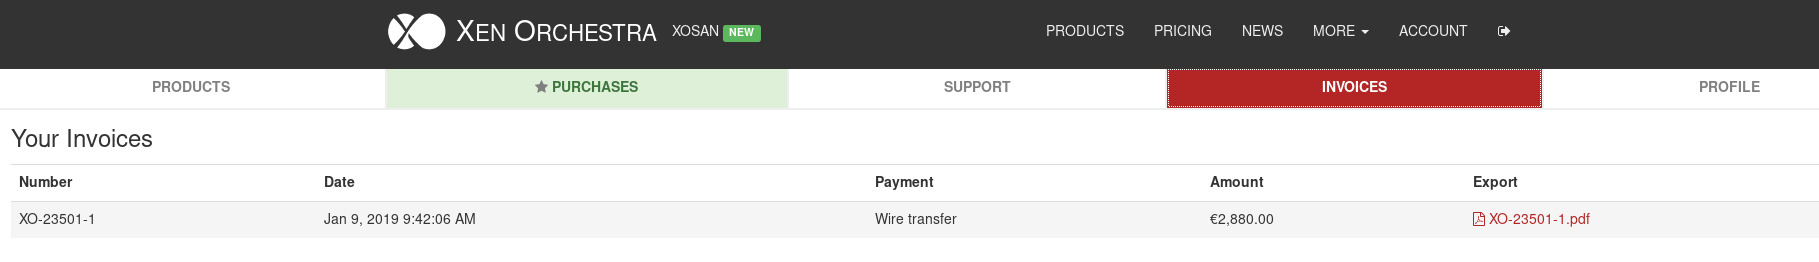 XEN ORCHESTRA XOSAN NEW PRODUCTS PRICING NEWS MORE ACCOUNT
PRODUCTS PURCHASES SUPPORT INVOICES PROFILE
Your Invoices
Number Date Payment Amount Export
XO-23501-1 Jan 9, 2019 9:42:06 AM Wire transfer €2,880.00 XO-23501-1.pdf